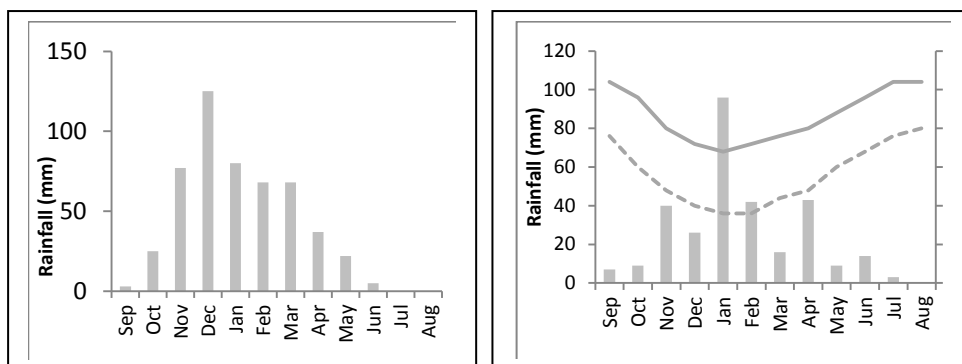 150
100
50
0
Rainfall (mm)
Sep
Oct
Nov
Dec
Jan
Feb
Mar
Apr
May
Jun
Jul
Aug
120
100
80
60
40
20
0
Rainfall (mm)
Sep
Oct
Nov
Dec
Jan
Feb
Mar
Apr
May
Jun
Jul
Aug